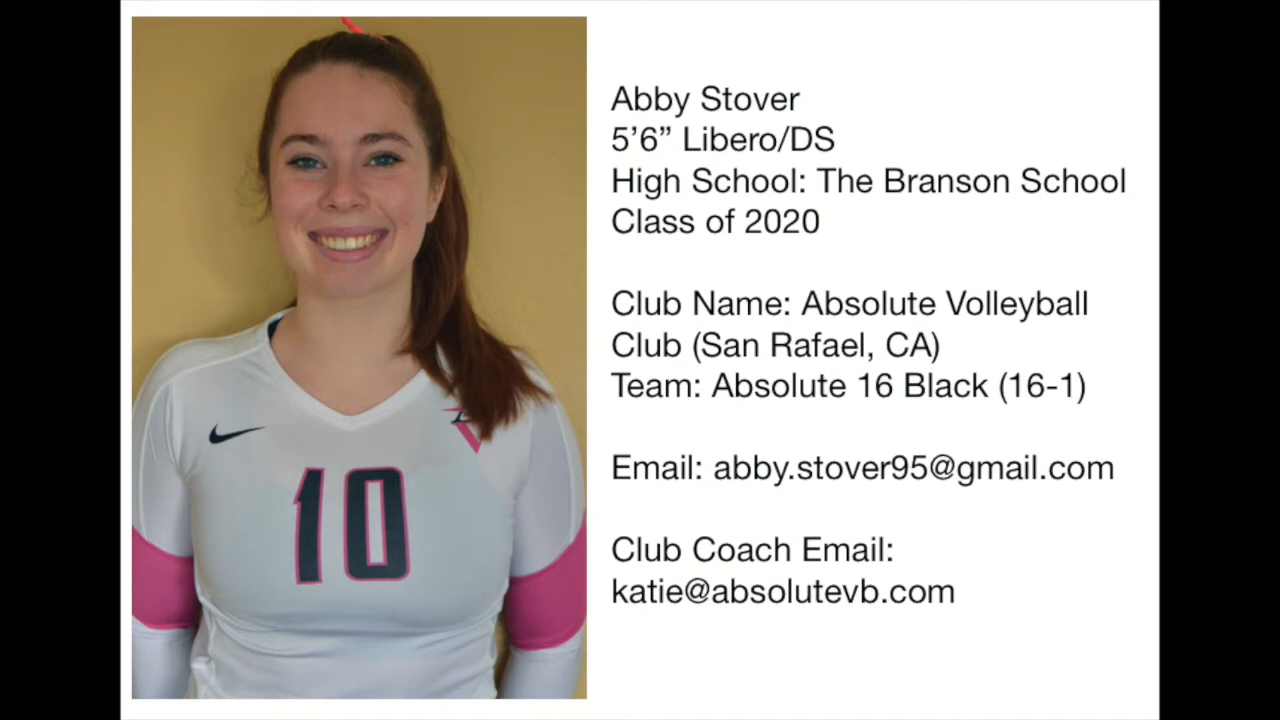 Abby Stover
5’6” Libero/DS
High School: The Branson School
Class of 2020
Club Name: Absolute Volleyball
Club (San Rafael, CA)
Team: Absolute 16 Black (16-1)
Email: abby.stover95@gmail.com
Club Coach Email:
katie@absolutevb.com
10